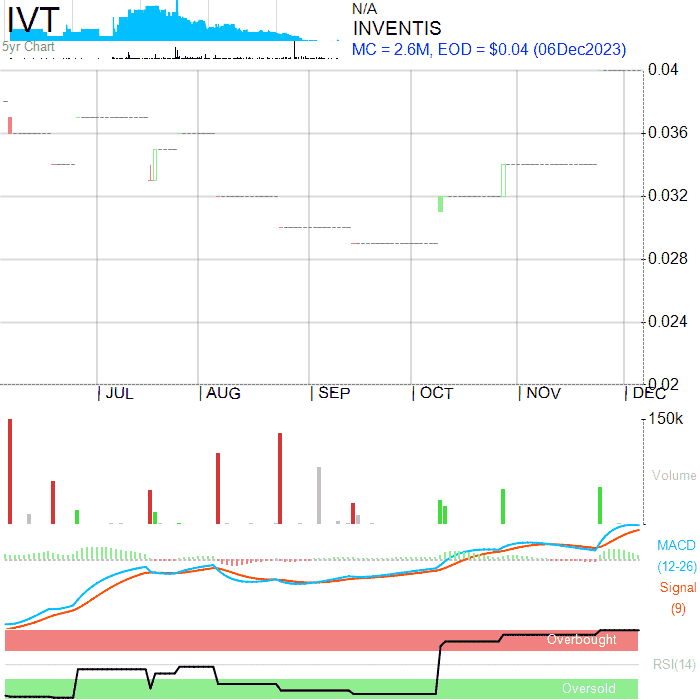 IVT
N/A
INVENTIS
5yr Chart
MC = 2.6M, EOD = $0.04 (06Dec2023)
0.04
0.036
0.032
0.028
0.024
0.02
JUL
AUG
SEP
OCT
NOV
DEC
150k
Volume
MACD
(12-26)
Signal
(9)
Overbought
RSI(14)
Oversold